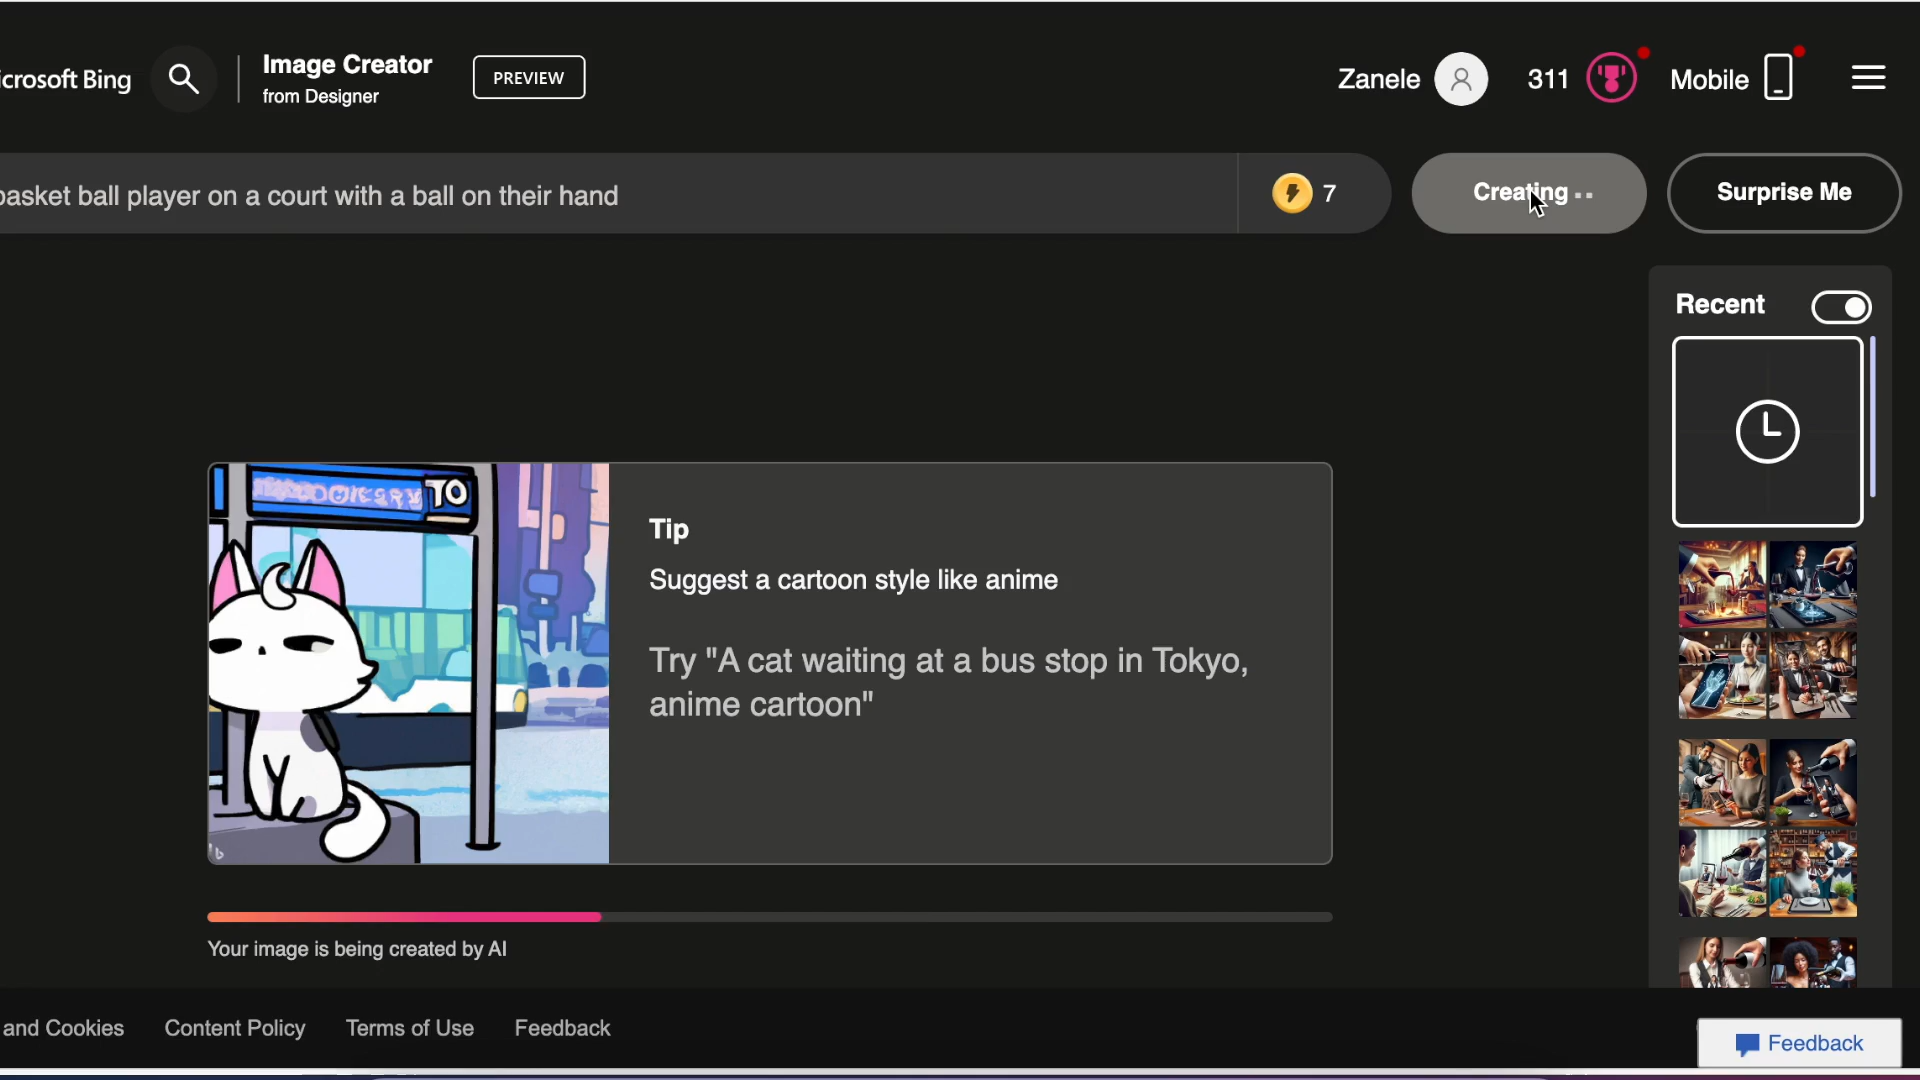 icrosoft Bing
Image Creator
from Designer
PREVIEW
Zanele
311
Mobile
basket ball player on a court with a ball on their hand
7
Creating ..
Surprise Me
Recent
TO
Tip
Suggest a cartoon style like anime
Try "A cat waiting at a bus stop in Tokyo,
anime cartoon"
Your image is being created by AI
and Cookies
Content Policy
Terms of Use
Feedback
Feedback